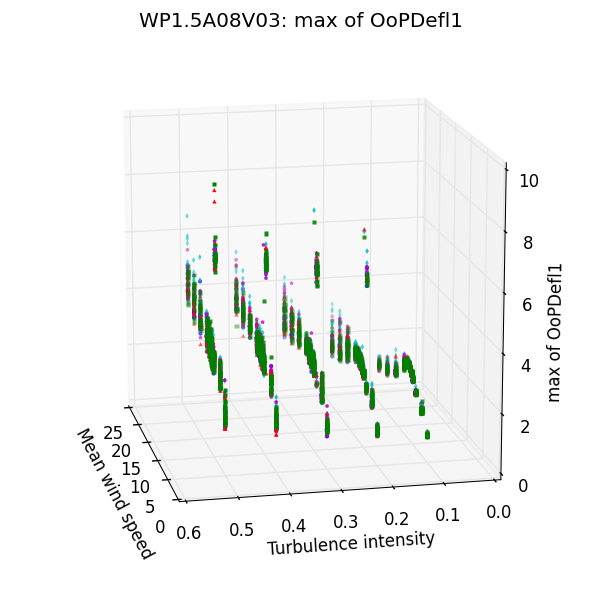 WP1.5A08V03: max of OoPDefl1
10
8
6
4
2
0
max of OoPDefl1
25
20
15
10
5
0
Mean wind speed
0.6 0.5 0.4 0.3 0.2 0.1 0.0
Turbulence intensity